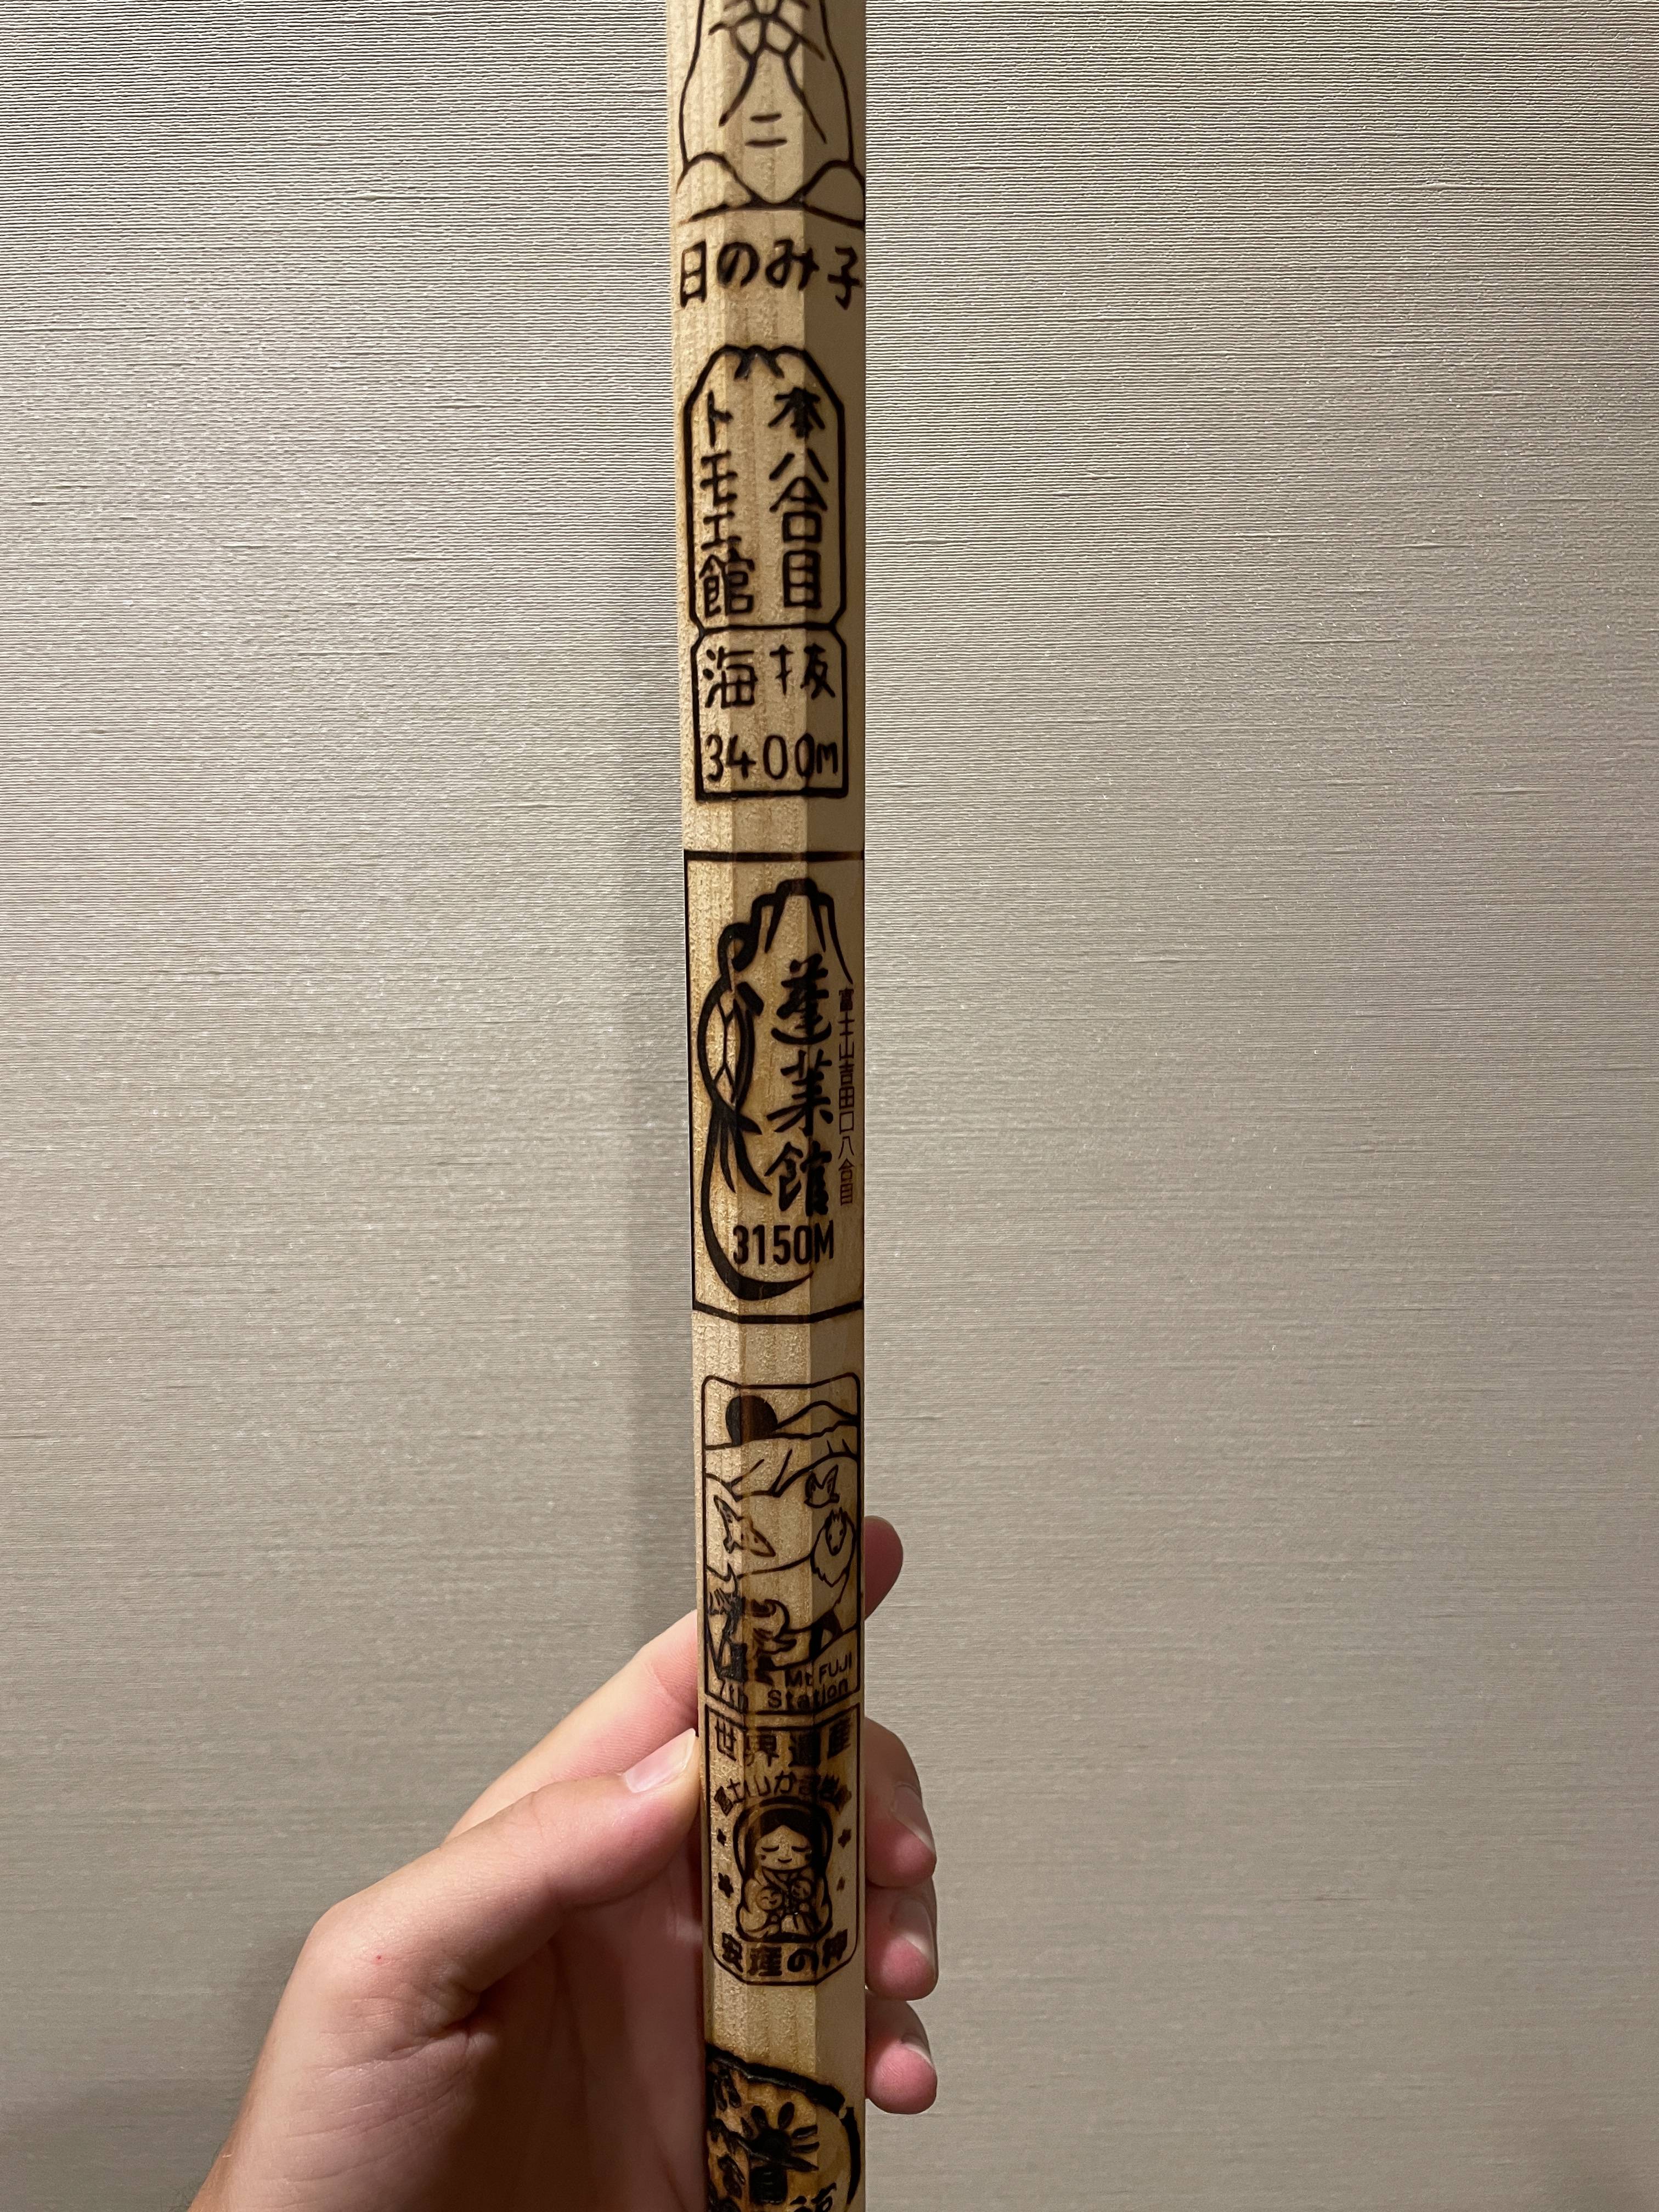 日のみ子
本八合目
トモエ館
海抜
3400m
蓬莱館
富士山吉田口八合目
3150M
Mt FUJI
7th Station
世界遺産
安産の神